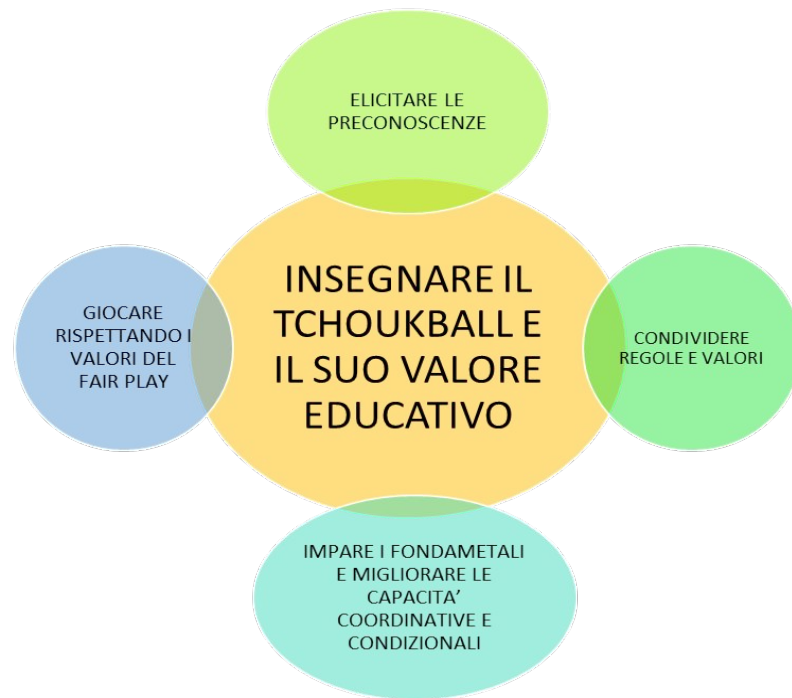 ELICITARE LE
PRECONOSCENZE
INSEGNARE IL
TCHOUKBALL E
IL SUO VALORE
EDUCATIVO
GIOCARE
RISPETTANDO I
VALORI DEL
FAIR PLAY
CONDIVIDERE
REGOLE E VALORI
IMPARE I FONDAMETALI
E MIGLIORARE LE
CAPACITA’
COORDINATIVE E
CONDIZIONALI